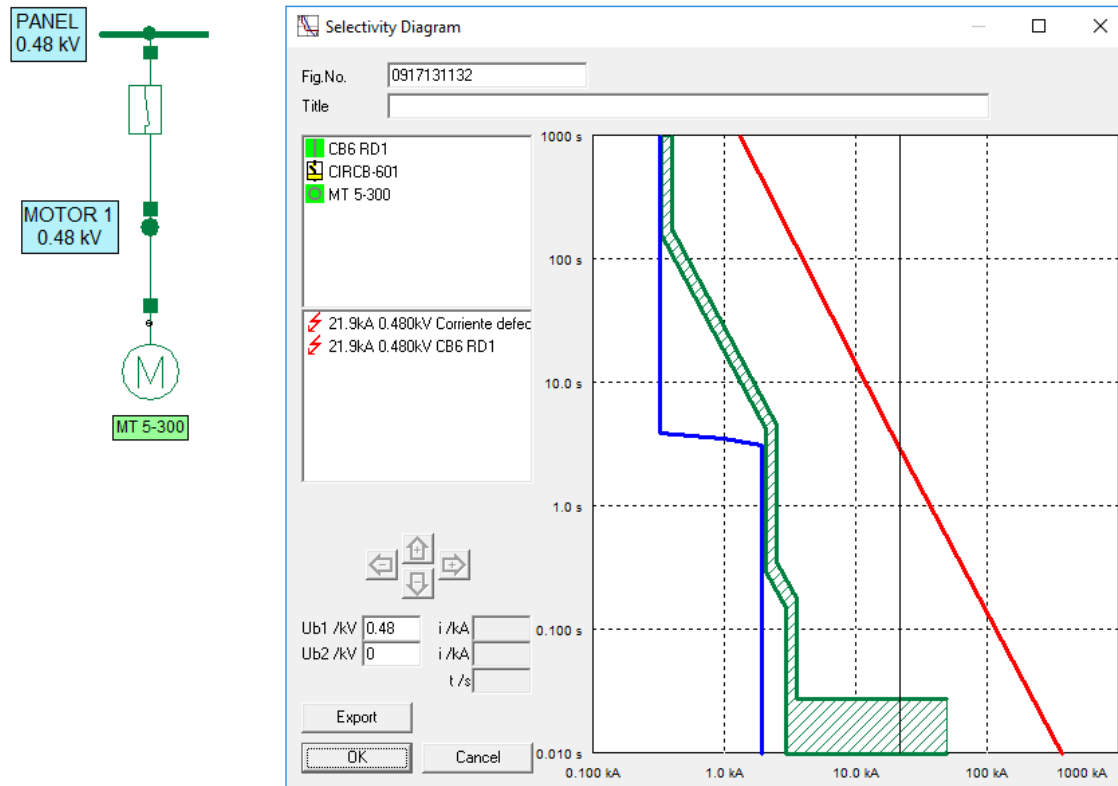 PANEL
0.48 kV
MOTOR 1
0.48 kV
M
MT 5-300
Selectivity Diagram
Fig.No. 0917131132
Title
CB6 RD1
CIRCB-601
MT 5-300
21.9kA 0.480kV Corriente defec
21.9kA 0.480kV CB6 RD1
Ub1 /kV 0.48 i /kA
Ub2 /kV 0 i /kA
t /s
Export
OK Cancel
1000 s
100 s
10.0 s
1.0 s
0.100 s
0.010 s
0.100 kA 1.0 kA 10.0 kA 100 kA 1000 kA